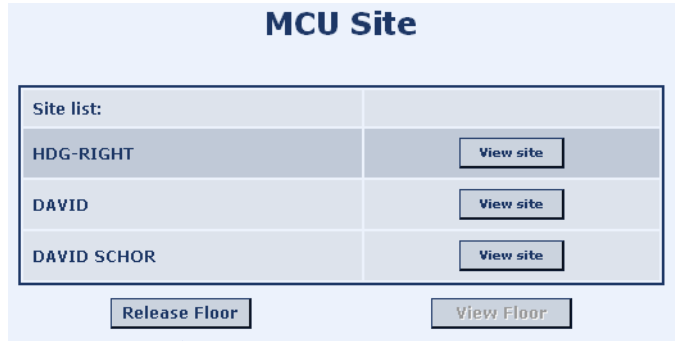 MCU Site
Site list:
HDG-RIGHT View site
DAVID View site
DAVID SCHOR View site
Release Floor View Floor